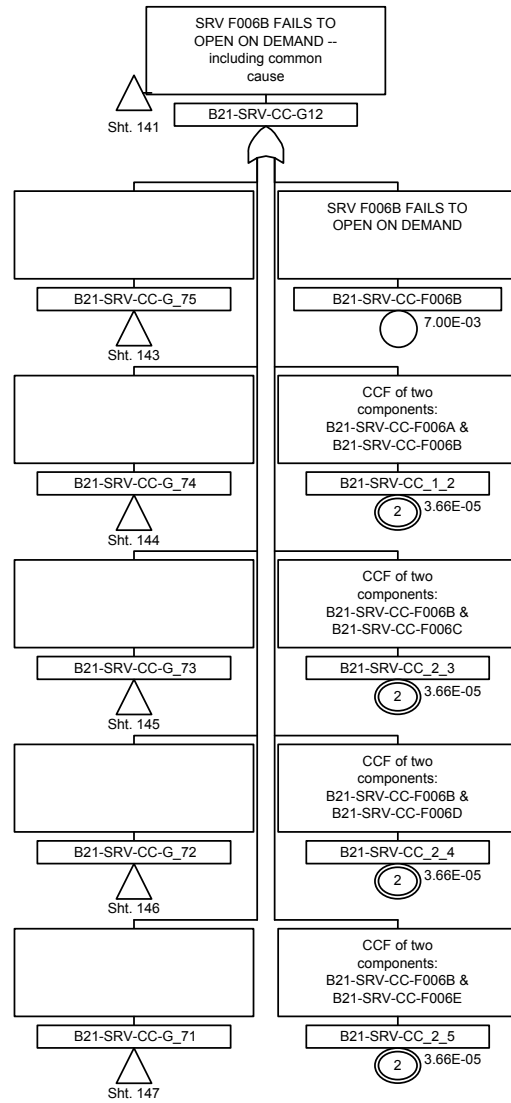 SRV F006B FAILS TO
OPEN ON DEMAND --
including common
cause
Sht. 141
B21-SRV-CC-G12
SRV F006B FAILS TO
OPEN ON DEMAND
B21-SRV-CC-G_75
B21-SRV-CC-F006B
Sht. 143
7.00E-03
CCF of two
components:
B21-SRV-CC-F006A &
B21-SRV-CC-F006B
B21-SRV-CC-G_74
B21-SRV-CC_1_2
Sht. 144
2
3.66E-05
CCF of two
components:
B21-SRV-CC-F006B &
B21-SRV-CC-F006C
B21-SRV-CC-G_73
B21-SRV-CC_2_3
Sht. 145
2
3.66E-05
CCF of two
components:
B21-SRV-CC-F006B &
B21-SRV-CC-F006D
B21-SRV-CC-G_72
B21-SRV-CC_2_4
Sht. 146
2
3.66E-05
CCF of two
components:
B21-SRV-CC-F006B &
B21-SRV-CC-F006E
B21-SRV-CC-G_71
B21-SRV-CC_2_5
Sht. 147
2
3.66E-05